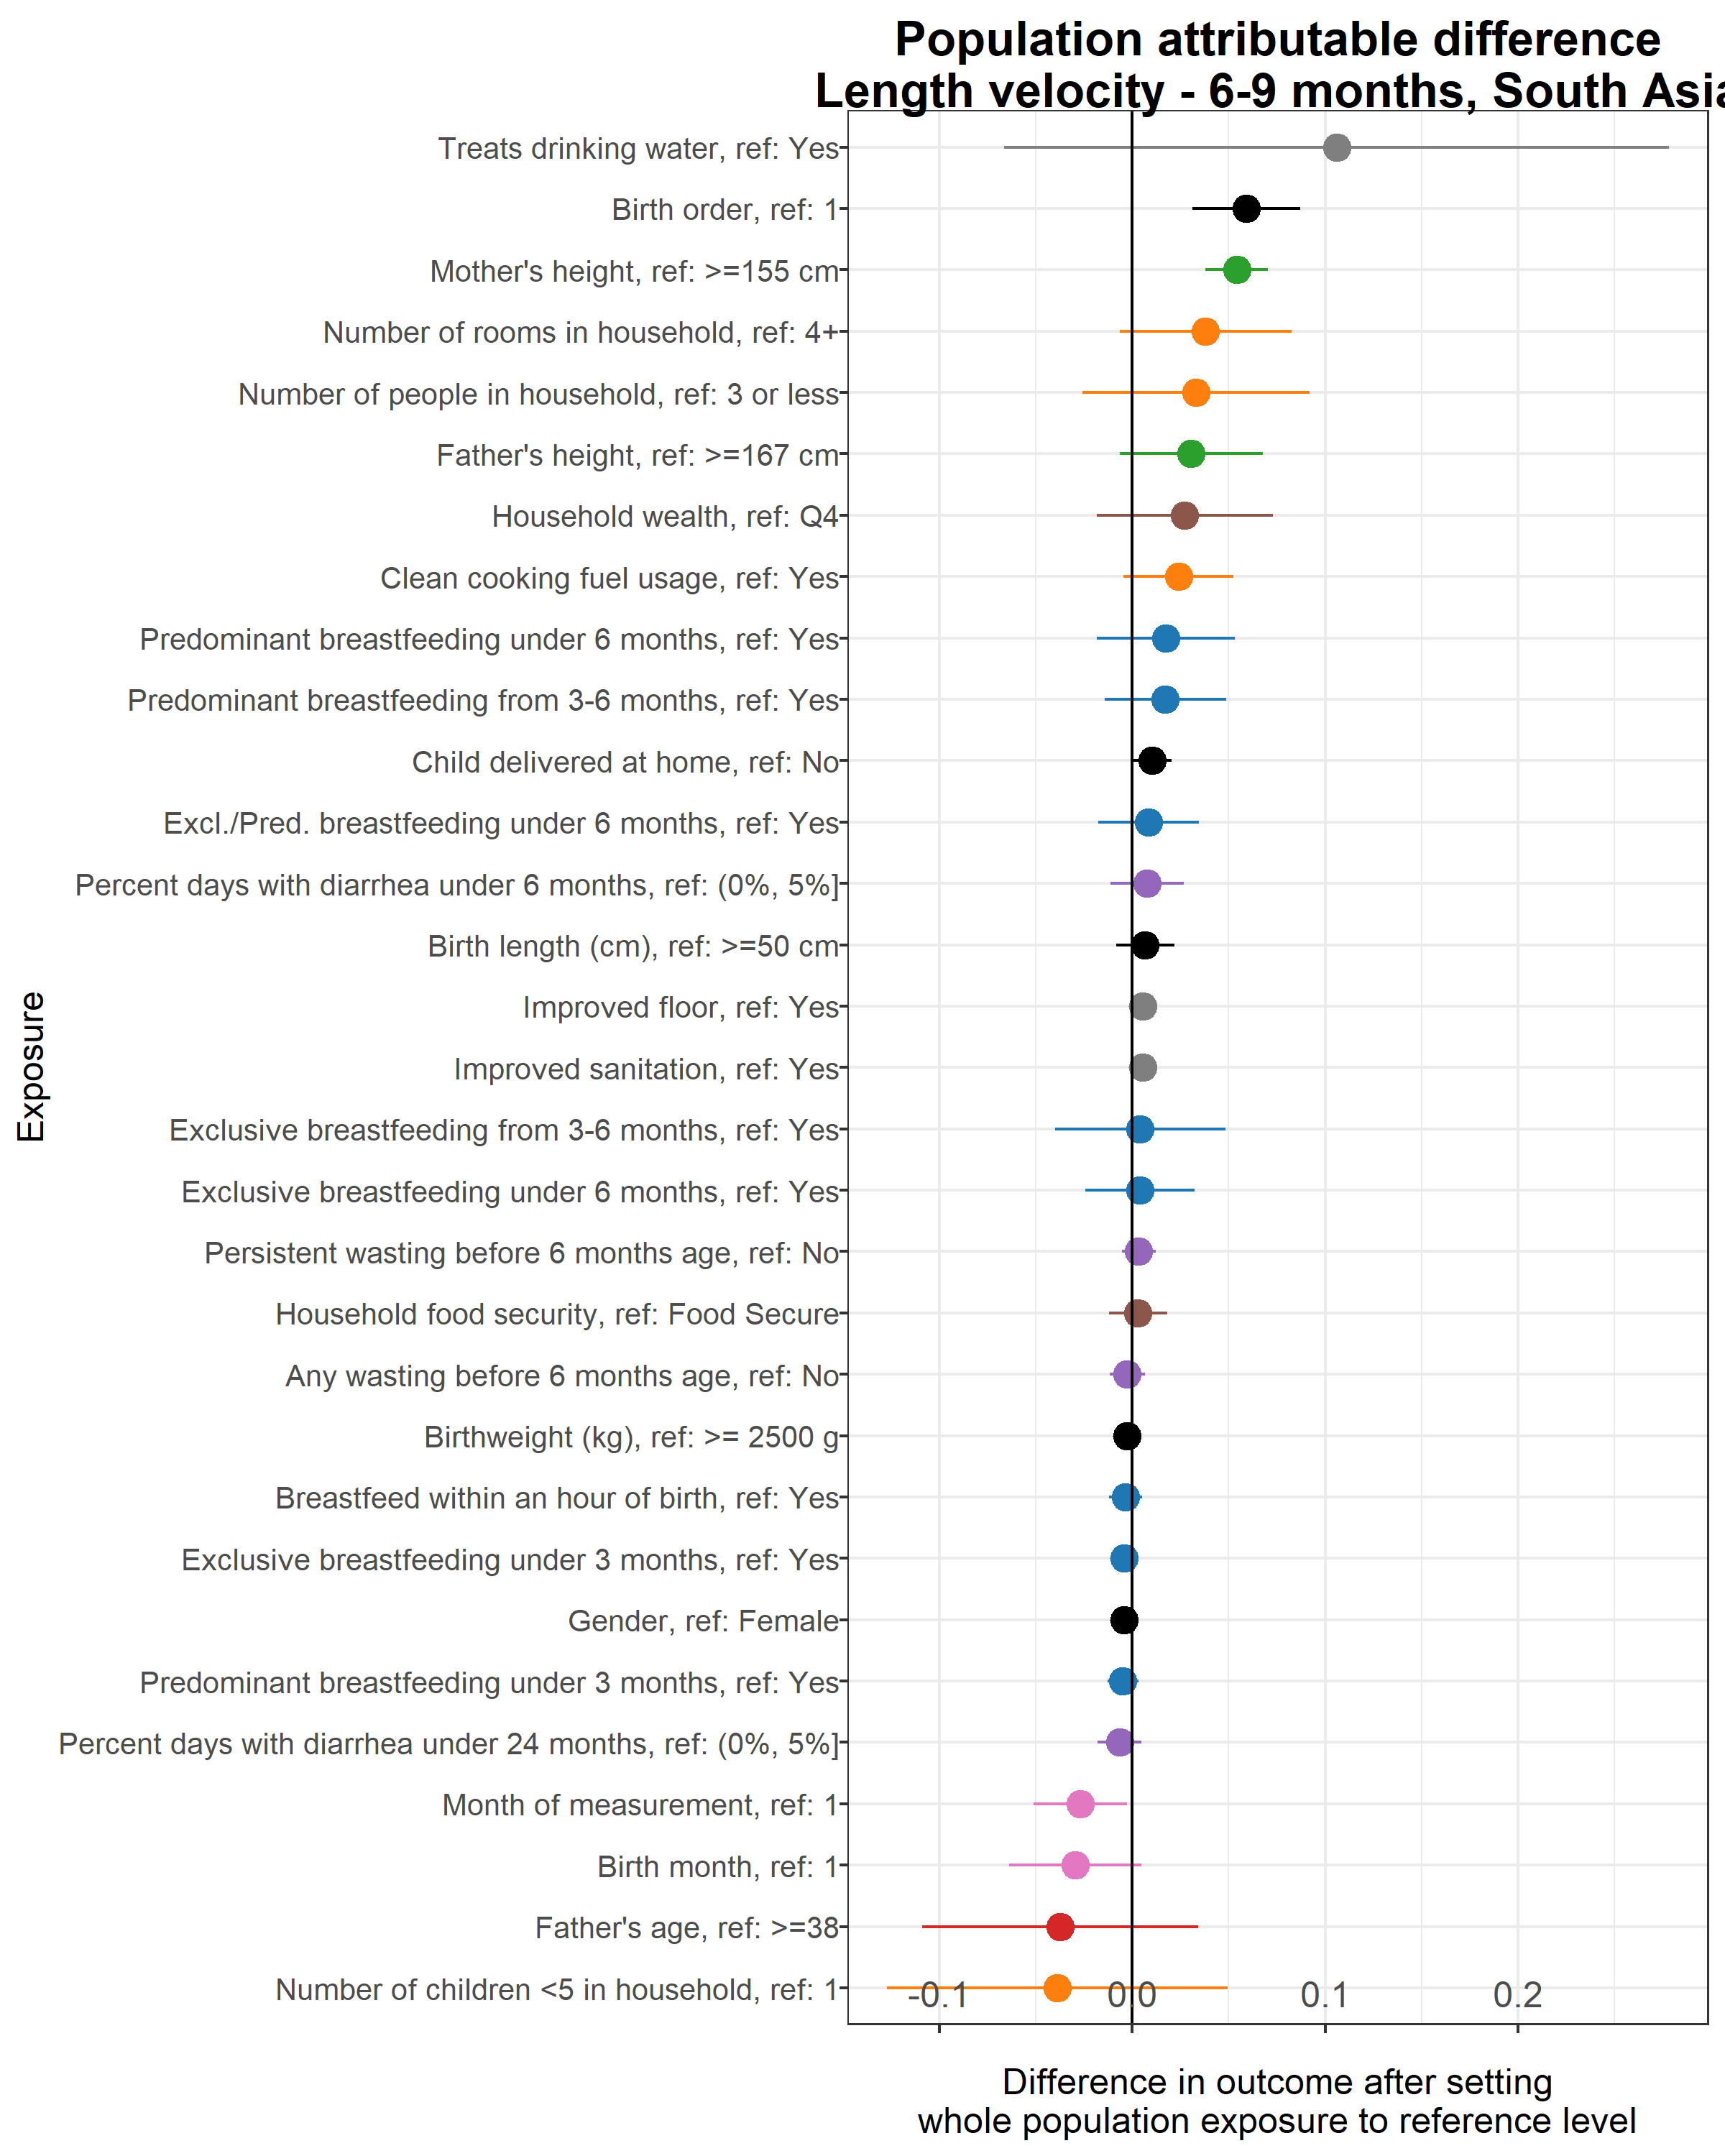 Population attributable difference
Length velocity - 6-9 months, South Asia
Treats drinking water, ref: Yes
Birth order, ref: 1
Mother's height, ref: >=155 cm
Number of rooms in household, ref: 4+
Number of people in household, ref: 3 or less
Father's height, ref: >=167 cm
Household wealth, ref: Q4
Clean cooking fuel usage, ref: Yes
Predominant breastfeeding under 6 months, ref: Yes
Predominant breastfeeding from 3-6 months, ref: Yes
Child delivered at home, ref: No
Excl./Pred. breastfeeding under 6 months, ref: Yes
Percent days with diarrhea under 6 months, ref: (0%, 5%]
Birth length (cm), ref: >=50 cm
Improved floor, ref: Yes
Improved sanitation, ref: Yes
Exclusive breastfeeding from 3-6 months, ref: Yes
Exclusive breastfeeding under 6 months, ref: Yes
Persistent wasting before 6 months age, ref: No
Household food security, ref: Food Secure
Any wasting before 6 months age, ref: No
Birthweight (kg), ref: >= 2500 g
Breastfeed within an hour of birth, ref: Yes
Exclusive breastfeeding under 3 months, ref: Yes
Gender, ref: Female
Predominant breastfeeding under 3 months, ref: Yes
Percent days with diarrhea under 24 months, ref: (0%, 5%]
Month of measurement, ref: 1
Birth month, ref: 1
Father's age, ref: >=38
Number of children <5 in household, ref: 1
Exposure
-0.1 0.0 0.1 0.2
Difference in outcome after setting
whole population exposure to reference level